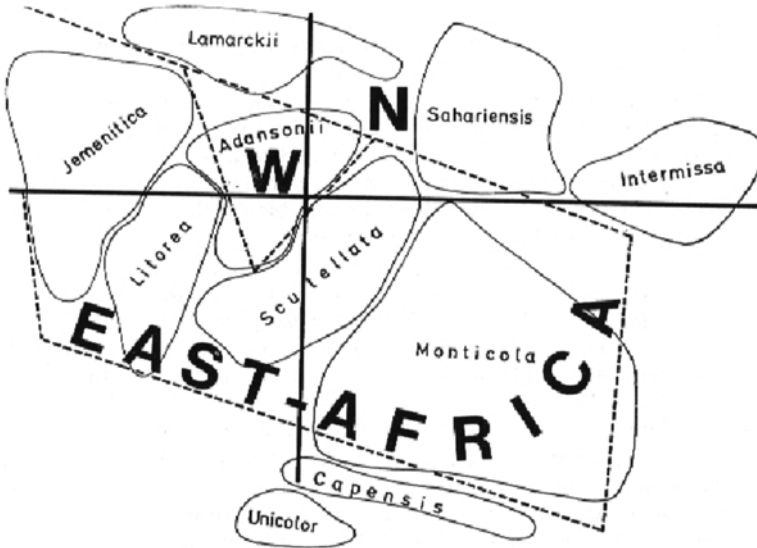 Lamarckii
N
Sahariensis
Jemenitica
Adansonii
W
Intermissa
Litorea
Scutellata
Monticola
EAST-AFRICA
Capensis
Unicolor